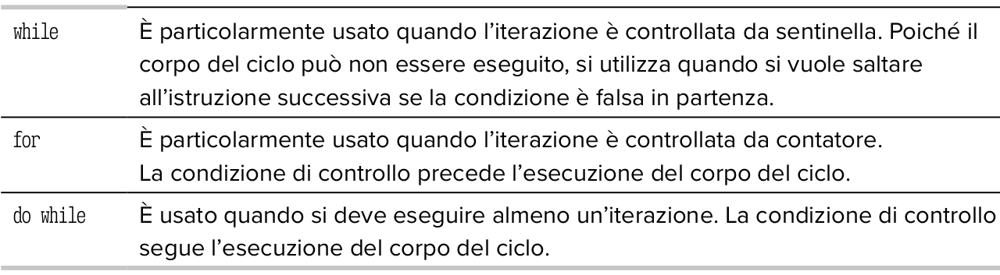 while
È particolarmente usato quando l’iterazione è controllata da sentinella. Poiché il
corpo del ciclo può non essere eseguito, si utilizza quando si vuole saltare
all’istruzione successiva se la condizione è falsa in partenza.
for
È particolarmente usato quando l’iterazione è controllata da contatore.
La condizione di controllo precede l’esecuzione del corpo del ciclo.
do while
È usato quando si deve eseguire almeno un’iterazione. La condizione di controllo
segue l’esecuzione del corpo del ciclo.